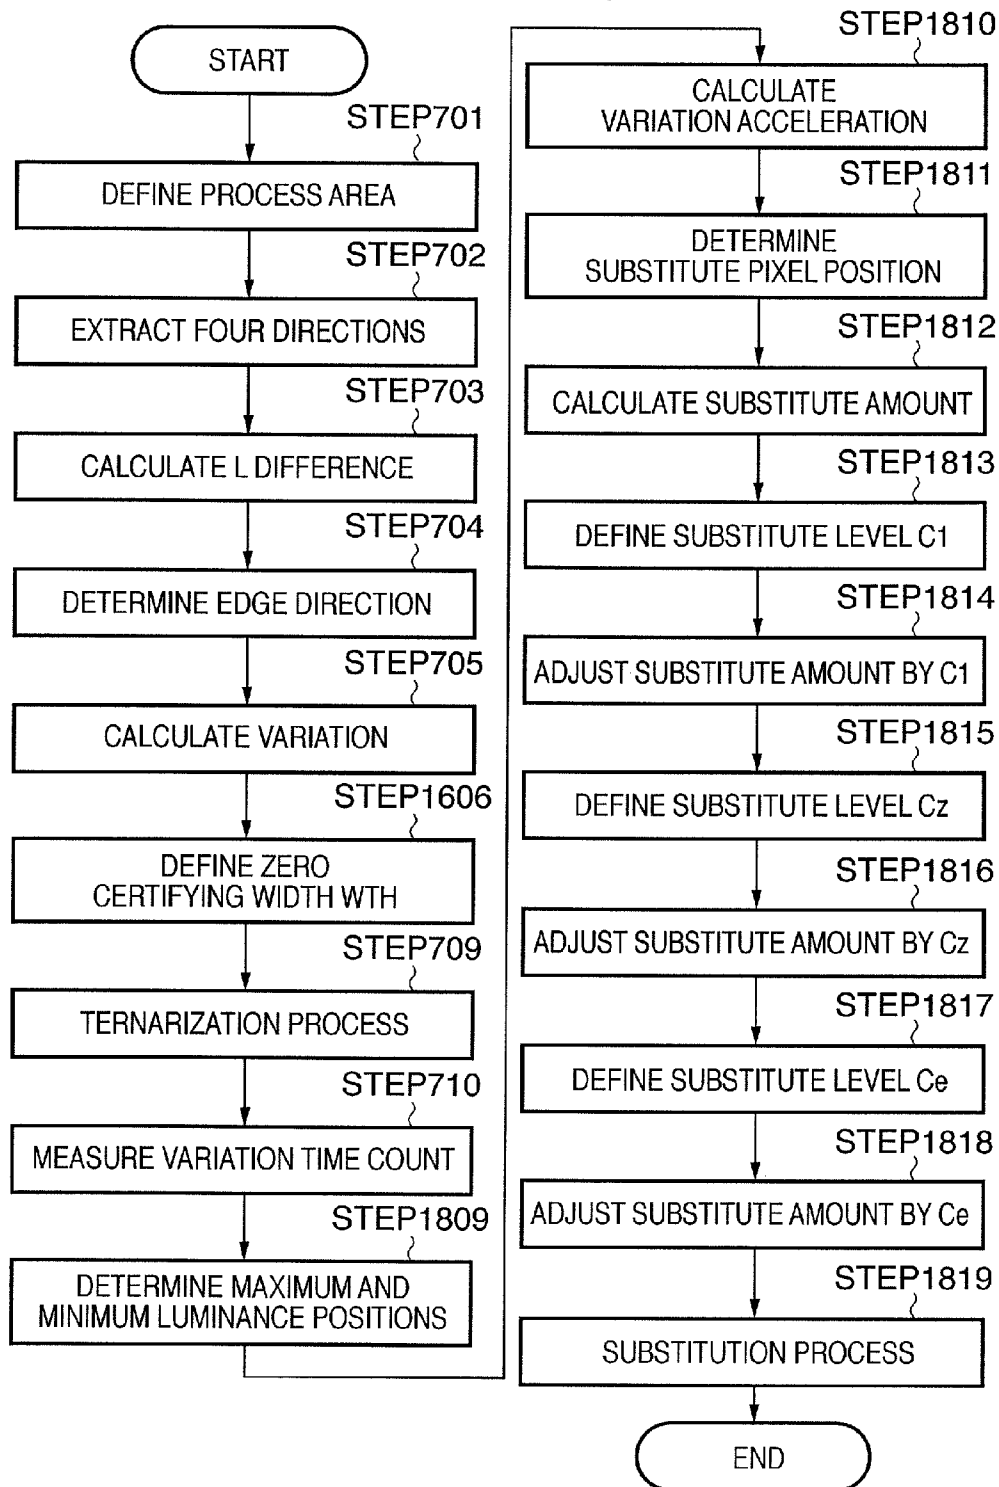 START
STEP701
DEFINE PROCESS AREA
STEP702
EXTRACT FOUR DIRECTIONS
STEP703
CALCULATE L DIFFERENCE
STEP704
DETERMINE EDGE DIRECTION
STEP705
CALCULATE VARIATION
STEP1606
DEFINE ZERO
CERTIFYING WIDTH WTH
STEP709
TERNARIZATION PROCESS
STEP710
MEASURE VARIATION TIME COUNT
STEP1809
DETERMINE MAXIMUM AND
MINIMUM LUMINANCE POSITIONS
STEP1810
CALCULATE
VARIATION ACCELERATION
STEP1811
DETERMINE
SUBSTITUTE PIXEL POSITION
STEP1812
CALCULATE SUBSTITUTE AMOUNT
STEP1813
DEFINE SUBSTITUTE LEVEL C1
STEP1814
ADJUST SUBSTITUTE AMOUNT BY C1
STEP1815
DEFINE SUBSTITUTE LEVEL Cz
STEP1816
ADJUST SUBSTITUTE AMOUNT BY Cz
STEP1817
DEFINE SUBSTITUTE LEVEL Ce
STEP1818
ADJUST SUBSTITUTE AMOUNT BY Ce
STEP1819
SUBSTITUTION PROCESS
END